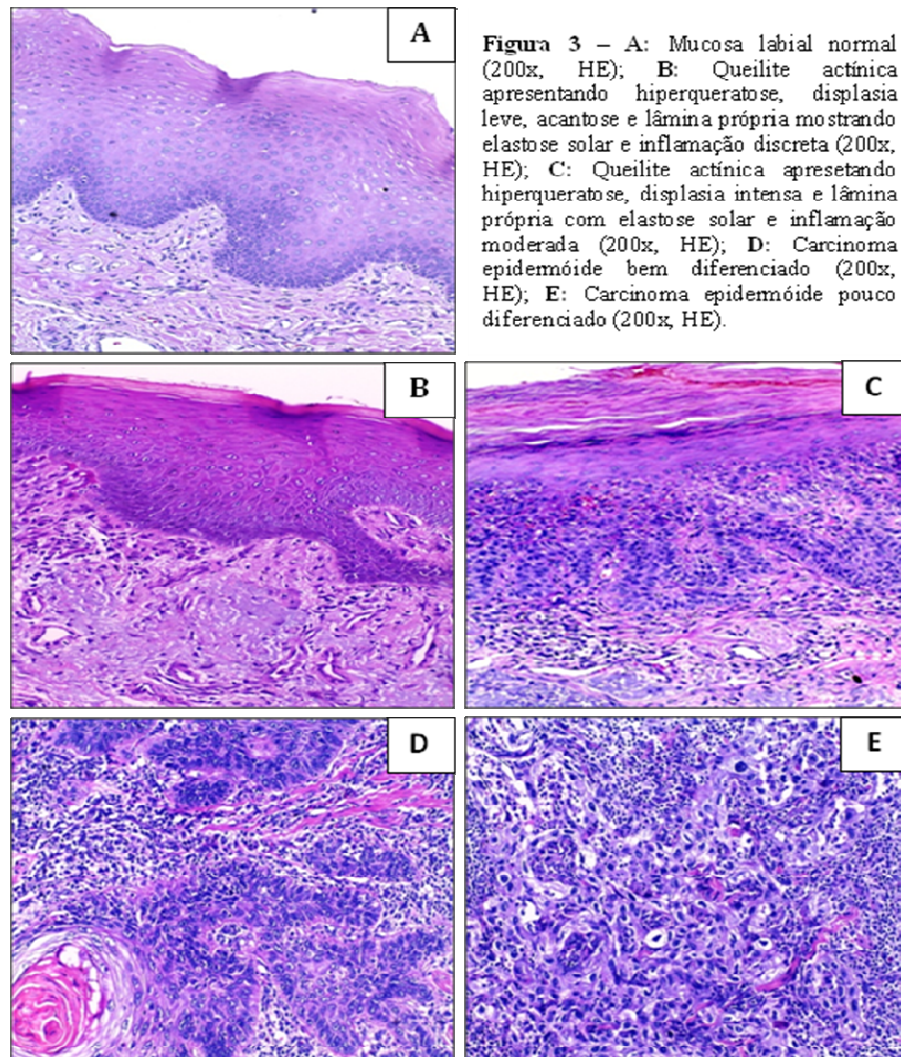 A
Figura 3 – A: Mucosa labial normal
(200x, HE); B: Queilite actínica
apresentando hiperqueratose, displasia
leve, acantose e lâmina própria mostrando
elastose solar e inflamação discreta (200x,
HE); C: Queilite actínica apresetando
hiperqueratose, displasia intensa e lâmina
própria com elastose solar e inflamação
moderada (200x, HE); D: Carcinoma
epidermóide bem diferenciado (200x,
HE); E: Carcinoma epidermóide pouco
diferenciado (200x, HE).
B
C
D
E